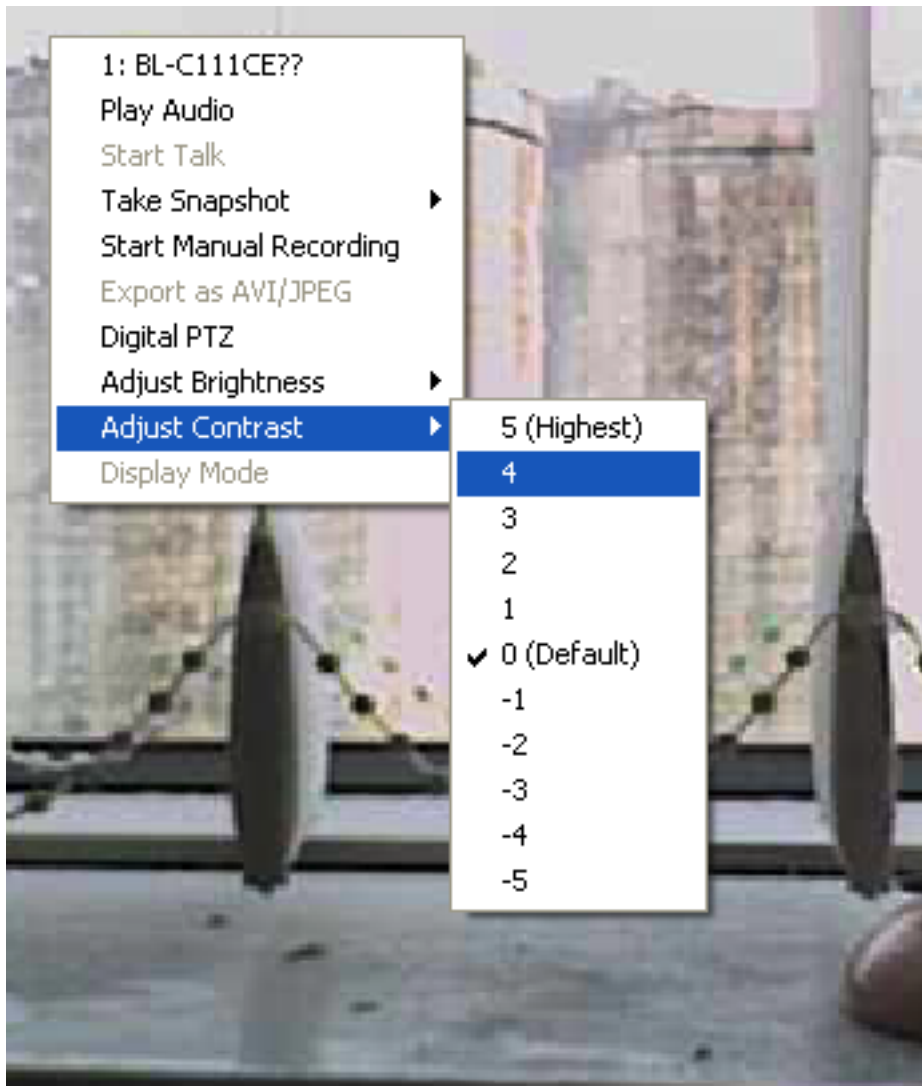 1: BL-C111CE??
Play Audio
Start Talk
Take Snapshot
Start Manual Recording
Export as AVI/JPEG
Digital PTZ
Adjust Brightness
Adjust Contrast
Display Mode
5 (Highest)
4
3
2
1
0 (Default)
-1
-2
-3
-4
-5